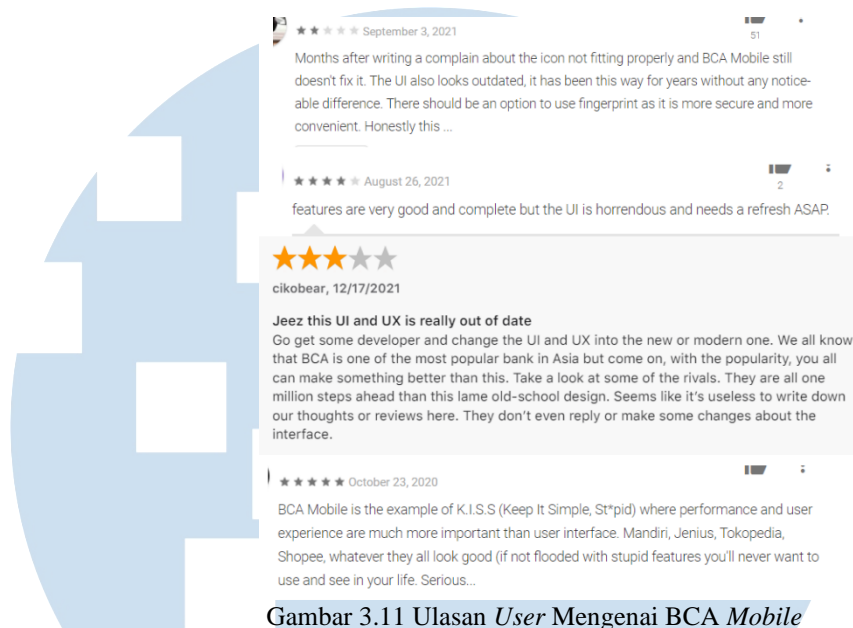 September 3, 2021
51
Months after writing a complain about the icon not fitting properly and BCA Mobile still
doesn't fix it. The UI also looks outdated, it has been this way for years without any notice-
able difference. There should be an option to use fingerprint as it is more secure and more
convenient. Honestly this ...
August 26, 2021
2
features are very good and complete but the UI is horrendous and needs a refresh ASAP.
cikobear, 12/17/2021
Jeez this UI and UX is really out of date
Go get some developer and change the UI and UX into the new or modern one. We all know
that BCA is one of the most popular bank in Asia but come on, with the popularity, you all
can make something better than this. Take a look at some of the rivals. They are all one
million steps ahead than this lame old-school design. Seems like it's useless to write down
our thoughts or reviews here. They don't even reply or make some changes about the
interface.
October 23, 2020
BCA Mobile is the example of K.I.S.S (Keep It Simple, St*pid) where performance and user
experience are much more important than user interface. Mandiri, Jenius, Tokopedia,
Shopee, whatever they all look good (if not flooded with stupid features you'll never want to
use and see in your life. Serious...
Gambar 3.11 Ulasan User Mengenai BCA Mobile